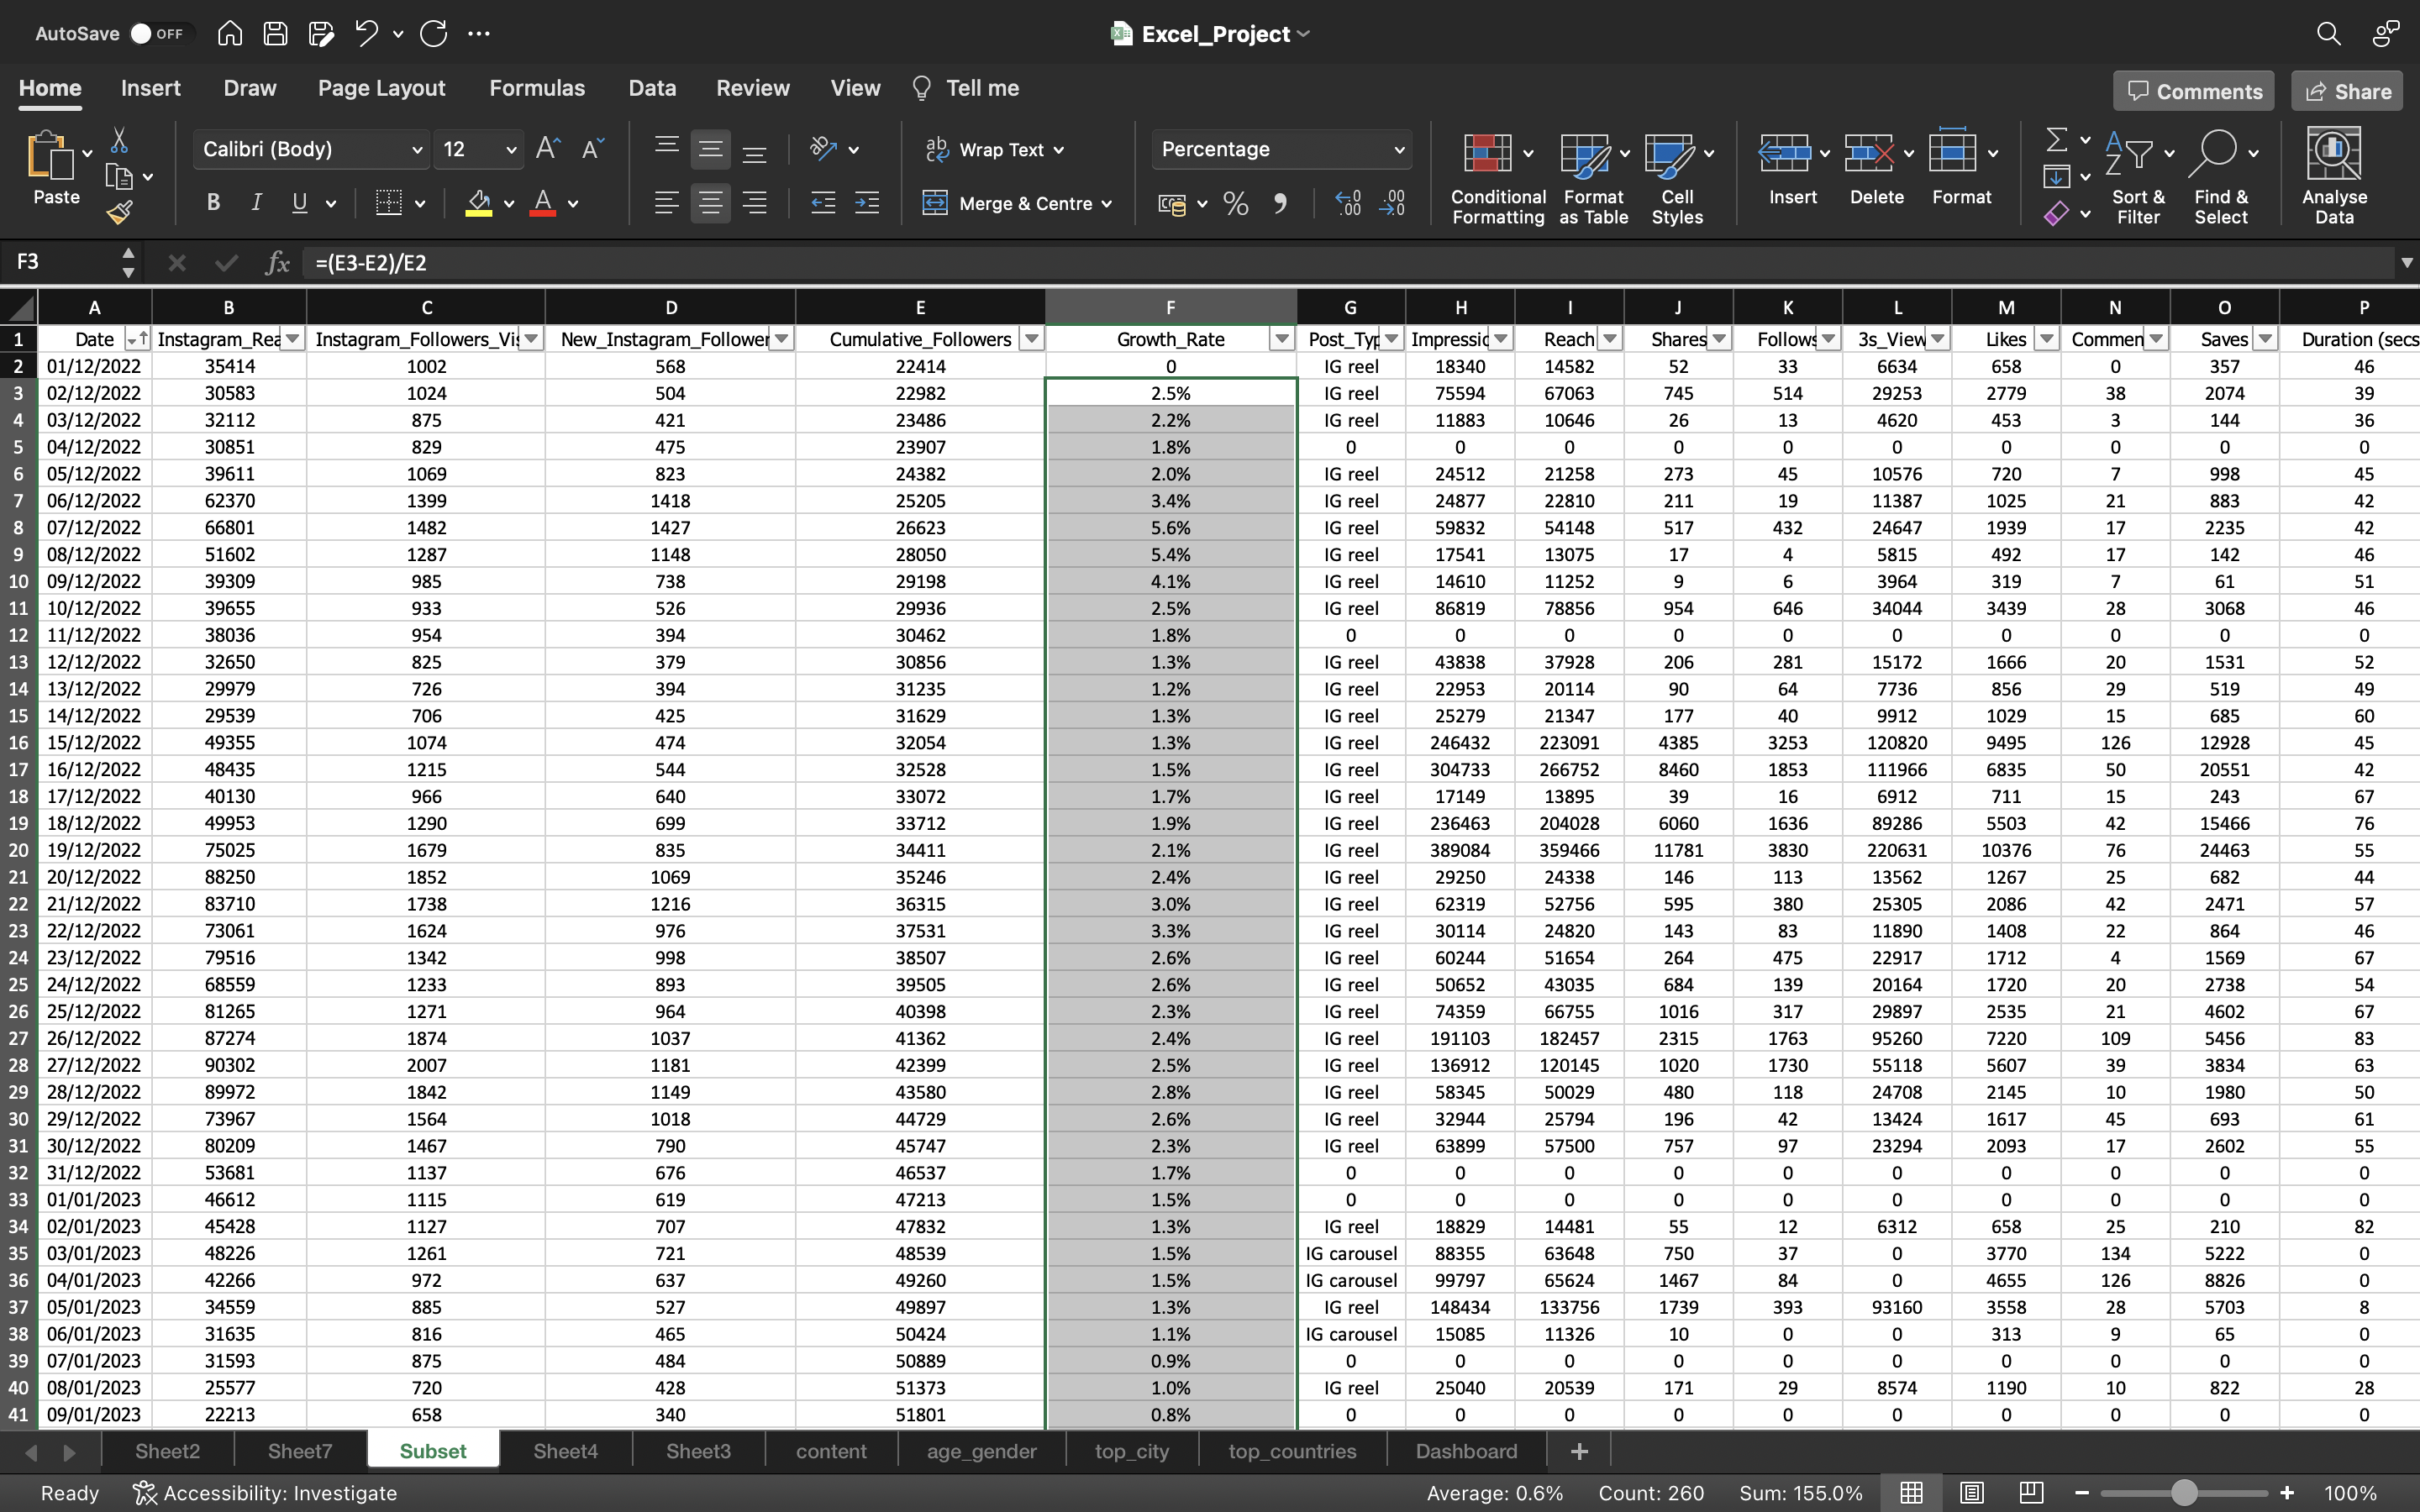 AutoSave OFF Excel_Project
Home Insert Draw Page Layout Formulas Data Review View Tell me Comments Share
Paste Calibri (Body) 12 Wrap Text Percentage Conditional Formatting Format as Table Cell Styles Insert Delete Format Sort & Filter Find & Select Analyse Data
B I U Merge & Centre
F3 fx =(E3-E2)/E2
A B C D E F G H I J K L M N O P
1 Date Instagram_Rea Instagram_Followers_Vis New_Instagram_Follower Cumulative_Followers Growth_Rate Post_Typ Impressic Reach Shares Follows 3s_View Likes Commen Saves Duration (secs
2 01/12/2022 35414 1002 568 22414 0 IG reel 18340 14582 52 33 6634 658 0 357 46
3 02/12/2022 30583 1024 504 22982 2.5% IG reel 75594 67063 745 514 29253 2779 38 2074 39
4 03/12/2022 32112 875 421 23486 2.2% IG reel 11883 10646 26 13 4620 453 3 144 36
5 04/12/2022 30851 829 475 23907 1.8% 0 0 0 0 0 0 0 0 0 0
6 05/12/2022 39611 1069 823 24382 2.0% IG reel 24512 21258 273 45 10576 720 7 998 45
7 06/12/2022 62370 1399 1418 25205 3.4% IG reel 24877 22810 211 19 11387 1025 21 883 42
8 07/12/2022 66801 1482 1427 26623 5.6% IG reel 59832 54148 517 432 24647 1939 17 2235 42
9 08/12/2022 51602 1287 1148 28050 5.4% IG reel 17541 13075 17 4 5815 492 17 142 46
10 09/12/2022 39309 985 738 29198 4.1% IG reel 14610 11252 9 6 3964 319 7 61 51
11 10/12/2022 39655 933 526 29936 2.5% IG reel 86819 78856 954 646 34044 3439 28 3068 46
12 11/12/2022 38036 954 394 30462 1.8% 0 0 0 0 0 0 0 0 0 0
13 12/12/2022 32650 825 379 30856 1.3% IG reel 43838 37928 206 281 15172 1666 20 1531 52
14 13/12/2022 29979 726 394 31235 1.2% IG reel 22953 20114 90 64 7736 856 29 519 49
15 14/12/2022 29539 706 425 31629 1.3% IG reel 25279 21347 177 40 9912 1029 15 685 60
16 15/12/2022 49355 1074 474 32054 1.3% IG reel 246432 223091 4385 3253 120820 9495 126 12928 45
17 16/12/2022 48435 1215 544 32528 1.5% IG reel 304733 266752 8460 1853 111966 6835 50 20551 42
18 17/12/2022 40130 966 640 33072 1.7% IG reel 17149 13895 39 16 6912 711 15 243 67
19 18/12/2022 49953 1290 699 33712 1.9% IG reel 236463 204028 6060 1636 89286 5503 42 15466 76
20 19/12/2022 75025 1679 835 34411 2.1% IG reel 389084 359466 11781 3830 220631 10376 76 24463 55
21 20/12/2022 88250 1852 1069 35246 2.4% IG reel 29250 24338 146 113 13562 1267 25 682 44
22 21/12/2022 83710 1738 1216 36315 3.0% IG reel 62319 52756 595 380 25305 2086 42 2471 57
23 22/12/2022 73061 1624 976 37531 3.3% IG reel 30114 24820 143 83 11890 1408 22 864 46
24 23/12/2022 79516 1342 998 38507 2.6% IG reel 60244 51654 264 475 22917 1712 4 1569 67
25 24/12/2022 68559 1233 893 39505 2.6% IG reel 50652 43035 684 139 20164 1720 20 2738 54
26 25/12/2022 81265 1271 964 40398 2.3% IG reel 74359 66755 1016 317 29897 2535 21 4602 67
27 26/12/2022 87274 1874 1037 41362 2.4% IG reel 191103 182457 2315 1763 95260 7220 109 5456 83
28 27/12/2022 90302 2007 1181 42399 2.5% IG reel 136912 120145 1020 1730 55118 5607 39 3834 63
29 28/12/2022 89972 1842 1149 43580 2.8% IG reel 58345 50029 480 118 24708 2145 10 1980 50
30 29/12/2022 73967 1564 1018 44729 2.6% IG reel 32944 25794 196 42 13424 1617 45 693 61
31 30/12/2022 80209 1467 790 45747 2.3% IG reel 63899 57500 757 97 23294 2093 17 2602 55
32 31/12/2022 53681 1137 676 46537 1.7% 0 0 0 0 0 0 0 0 0 0
33 01/01/2023 46612 1115 619 47213 1.5% 0 0 0 0 0 0 0 0 0 0
34 02/01/2023 45428 1127 707 47832 1.3% IG reel 18829 14481 55 12 6312 658 25 210 82
35 03/01/2023 48226 1261 721 48539 1.5% IG carousel 88355 63648 750 37 0 3770 134 5222 0
36 04/01/2023 42266 972 637 49260 1.5% IG carousel 99797 65624 1467 84 0 4655 126 8826 0
37 05/01/2023 34559 885 527 49897 1.3% IG reel 148434 133756 1739 393 93160 3558 28 5703 8
38 06/01/2023 31635 816 465 50424 1.1% IG carousel 15085 11326 10 0 0 313 9 65 0
39 07/01/2023 31593 875 484 50889 0.9% 0 0 0 0 0 0 0 0 0 0
40 08/01/2023 25577 720 428 51373 1.0% IG reel 25040 20539 171 29 8574 1190 10 822 28
41 09/01/2023 22213 658 340 51801 0.8% 0 0 0 0 0 0 0 0 0 0
Sheet2 Sheet7 Subset Sheet4 Sheet3 content age_gender top_city top_countries Dashboard +
Ready Accessibility: Investigate Average: 0.6% Count: 260 Sum: 155.0% 100%